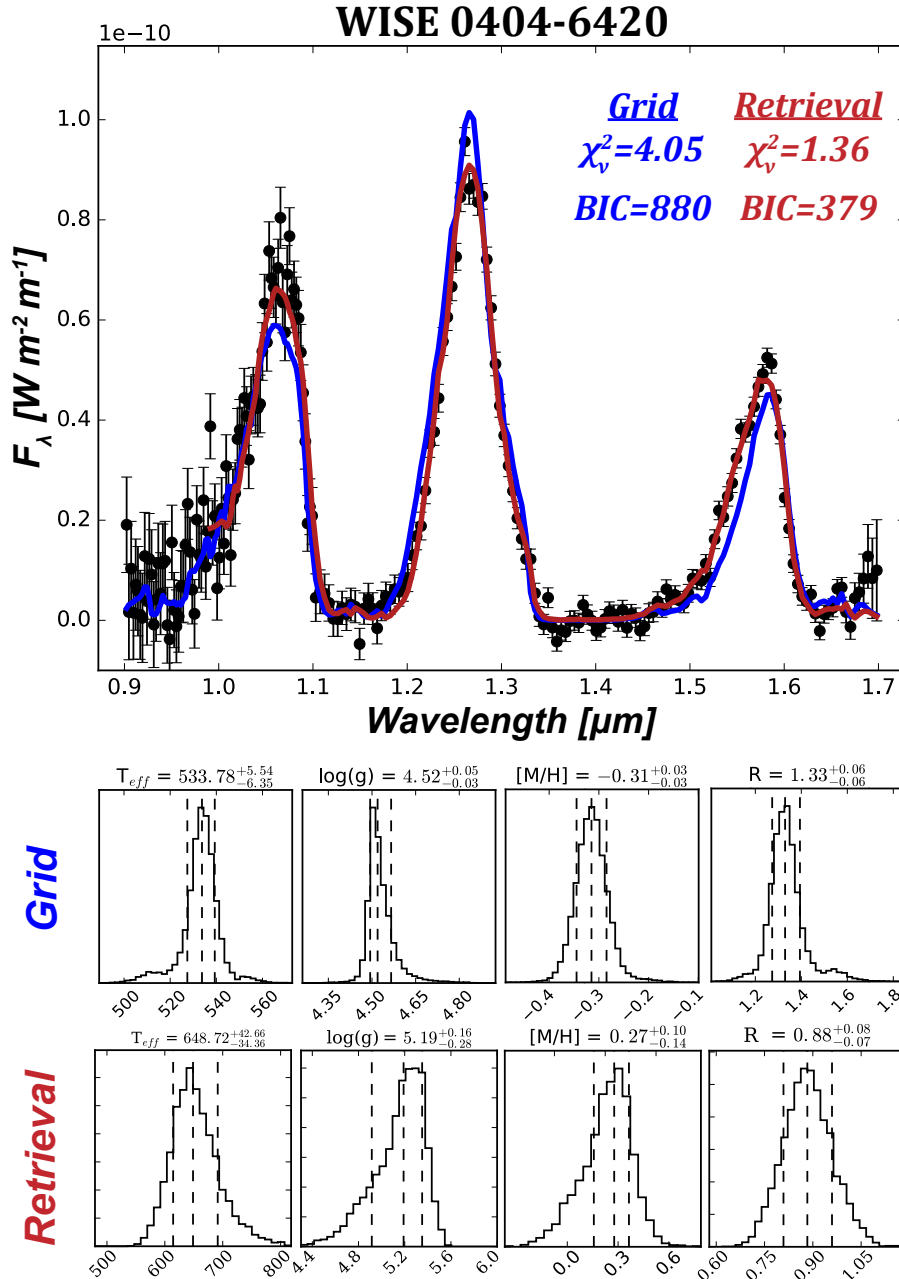 WISE 0404-6420
1e−10
Grid Retrieval
χ²ᵥ=4.05 χ²ᵥ=1.36
BIC=880 BIC=379
1.0
0.8
0.6
0.4
0.2
0.0
F_λ [W m⁻² m⁻¹]
0.9 1.0 1.1 1.2 1.3 1.4 1.5 1.6 1.7
Wavelength [μm]
T_eff = 533.78 +5.54 −6.35
log(g) = 4.52 +0.05 −0.03
[M/H] = −0.31 +0.03 −0.03
R = 1.33 +0.06 −0.06
Grid
500 520 540 560
4.35 4.50 4.65 4.80
−0.4 −0.3 −0.2 −0.1
1.2 1.4 1.6 1.8
T_eff = 648.72 +42.66 −34.36
log(g) = 5.19 +0.16 −0.28
[M/H] = 0.27 +0.10 −0.14
R = 0.88 +0.08 −0.07
Retrieval
500 600 700 800
4.4 4.8 5.2 5.6 6.0
0.0 0.3 0.6
0.60 0.75 0.90 1.05